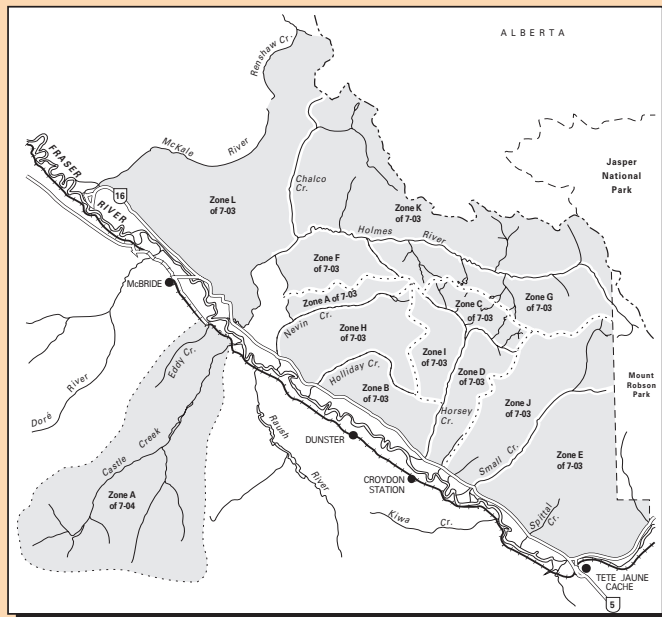 ALBERTA
Renshaw Cr.
McKale River
Jasper
National
Park
FRASER
RIVER
16
Chalco
Cr.
Zone L
of 7-03
Zone K
of 7-03
Holmes River
Zone F
of 7-03
McBRIDE
Zone A of 7-03
Zone C
of 7-03
Zone G
of 7-03
Nevin Cr.
Zone H
of 7-03
Zone I
of 7-03
Eddy Cr.
Holliday Cr.
Zone D
of 7-03
Mount
Robson
Park
Zone B
of 7-03
Zone J
of 7-03
Doré River
Raush
River
Horsey
Cr.
DUNSTER
Castle Creek
Small Cr.
Zone E
of 7-03
CROYDON
STATION
Zone A
of 7-04
Kiwa Cr.
Spittal
Cr.
TETE JAUNE
CACHE
5